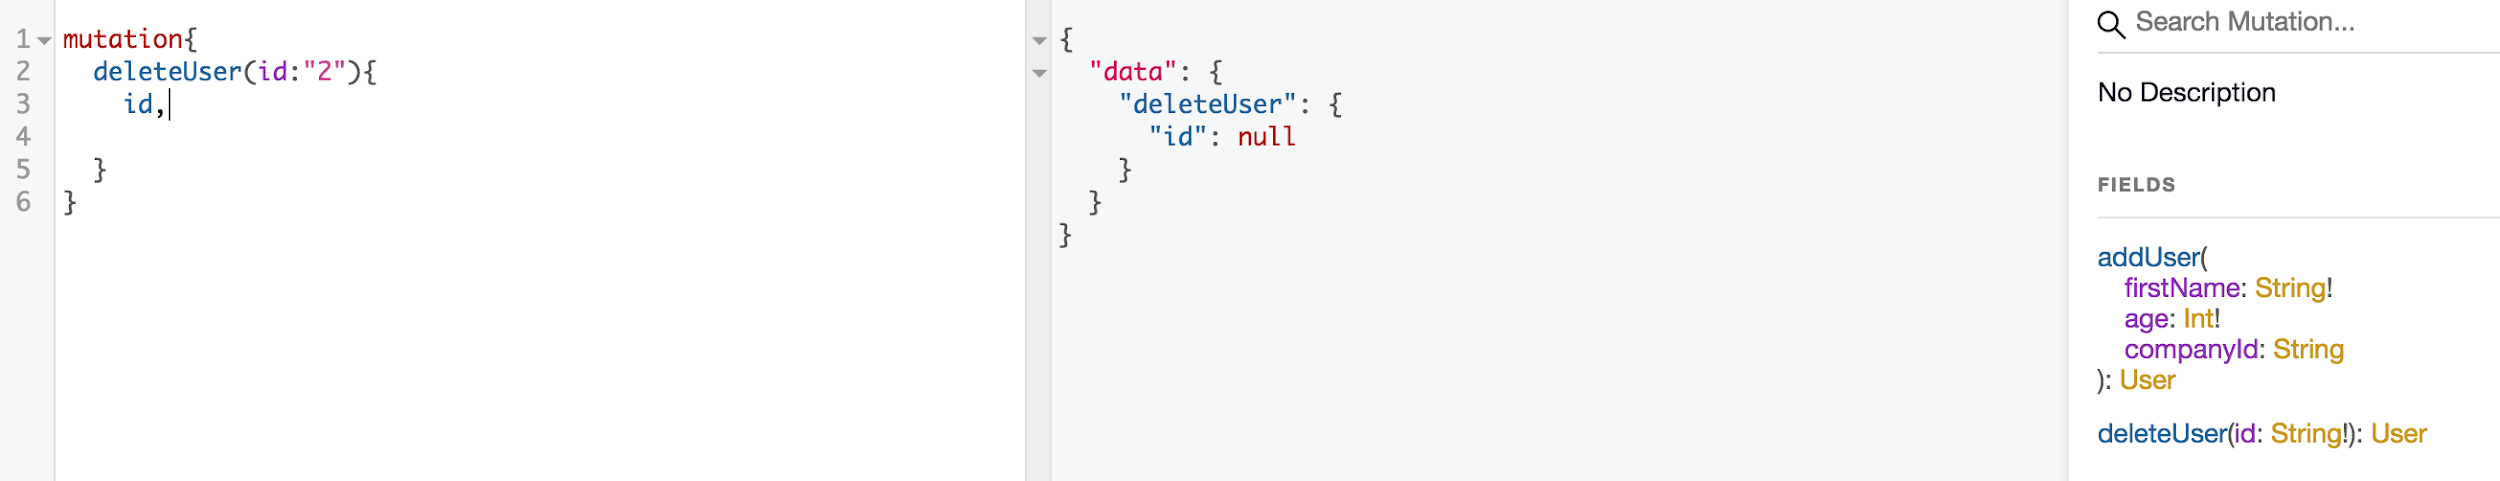 1 mutation{
2 deleteUser(id:"2"){
3 id,
4
5 }
6 }
{
"data": {
"deleteUser": {
"id": null
}
}
}
Search Mutation...
No Description
FIELDS
addUser(
firstName: String!
age: Int!
companyId: String
): User
deleteUser(id: String!): User